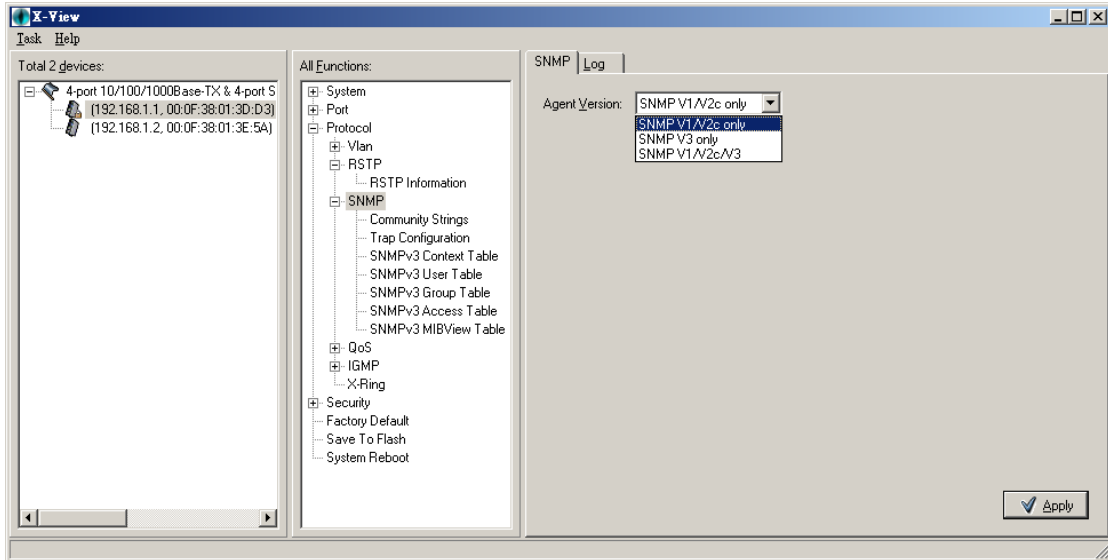 X-View
Task Help
Total 2 devices:
4-port 10/100/1000Base-TX & 4-port S
(192.168.1.1, 00:0F:38:01:3D:D3)
(192.168.1.2, 00:0F:38:01:3E:5A)
All Functions:
System
Port
Protocol
Vlan
RSTP
RSTP Information
SNMP
Community Strings
Trap Configuration
SNMPv3 Context Table
SNMPv3 User Table
SNMPv3 Group Table
SNMPv3 Access Table
SNMPv3 MIBView Table
QoS
IGMP
X-Ring
Security
Factory Default
Save To Flash
System Reboot
SNMP Log
Agent Version: SNMP V1/V2c only
SNMP V1/V2c only
SNMP V3 only
SNMP V1/V2c/V3
Apply